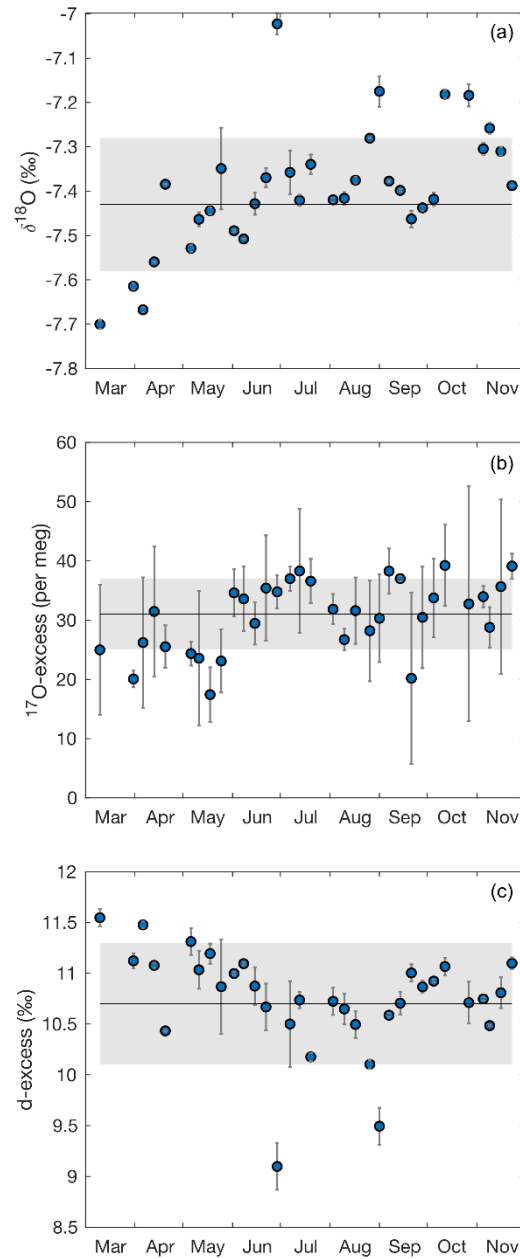 (a)
-7
-7.1
-7.2
-7.3
-7.4
-7.5
-7.6
-7.7
-7.8
δ¹⁸O (‰)
Mar Apr May Jun Jul Aug Sep Oct Nov
(b)
60
50
40
30
20
10
0
¹⁷O-excess (per meg)
Mar Apr May Jun Jul Aug Sep Oct Nov
(c)
12
11.5
11
10.5
10
9.5
9
8.5
d-excess (‰)
Mar Apr May Jun Jul Aug Sep Oct Nov